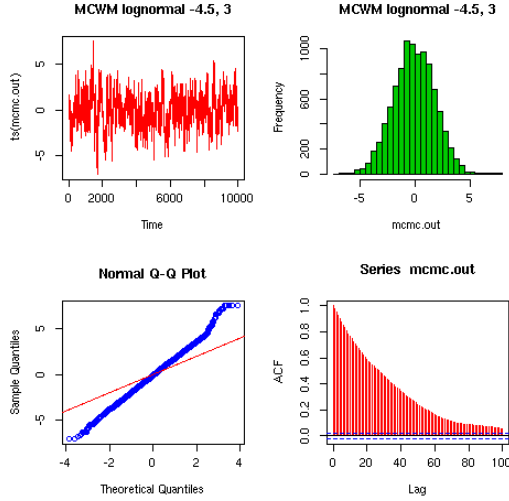 MCWM lognormal -4.5, 3
ts(mcmc.out)
5
0
-5
0 2000 6000 10000
Time
MCWM lognormal -4.5, 3
Frequency
1000
600
200
0
-5 0 5
mcmc.out
Normal Q-Q Plot
Sample Quantiles
5
0
-5
-4 -2 0 2 4
Theoretical Quantiles
Series mcmc.out
ACF
1.0
0.8
0.6
0.4
0.2
0.0
0 20 40 60 80 100
Lag